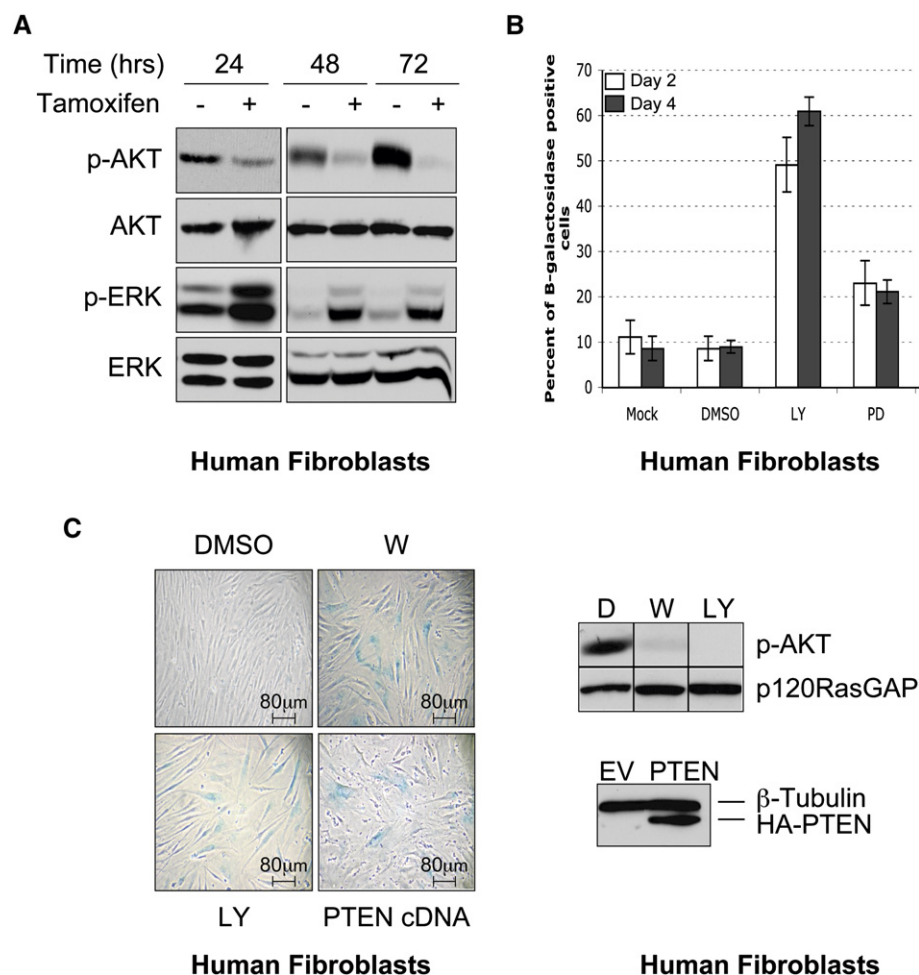 A
Time (hrs) 24 48 72
Tamoxifen - + - + - +
p-AKT
AKT
p-ERK
ERK
Human Fibroblasts
B
Percent of B-galactosidase positive
cells
70
60
50
40
30
20
10
0
Day 2
Day 4
Mock DMSO LY PD
Human Fibroblasts
C
DMSO W
80μm 80μm
80μm 80μm
LY PTEN cDNA
Human Fibroblasts
D W LY
p-AKT
p120RasGAP
EV PTEN
β-Tubulin
HA-PTEN
Human Fibroblasts